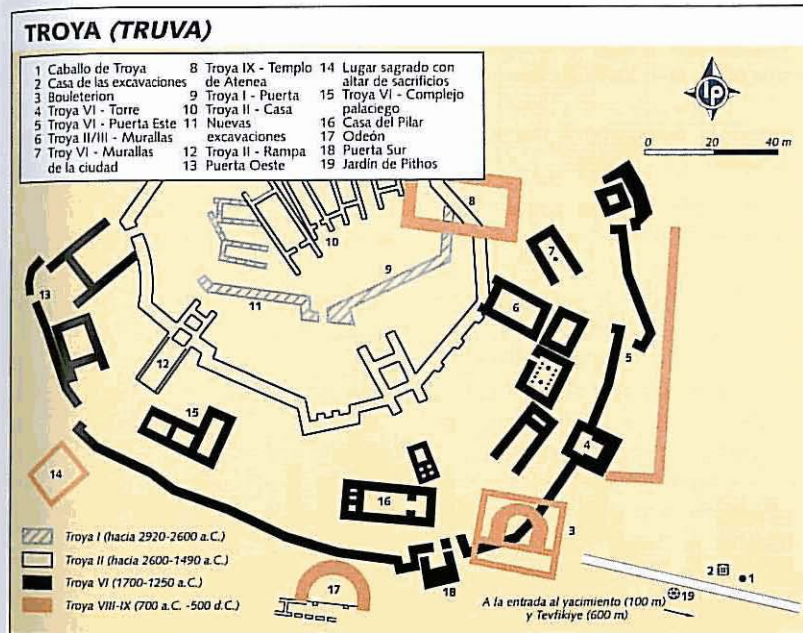 TROYA (TRUVA)
1 Caballo de Troya
2 Casa de las excavaciones
3 Bouleterion
4 Troya VI - Torre
5 Troya VI - Puerta Este
6 Troya II/III - Murallas
7 Troy VI - Murallas
de la ciudad
8 Troya IX - Templo
de Atenea
9 Troya I - Puerta
10 Troya II - Casa
11 Nuevas
excavaciones
12 Troya II - Rampa
13 Puerta Oeste
14 Lugar sagrado con
altar de sacrificios
15 Troya VI - Complejo
palaciego
16 Casa del Pilar
17 Odeón
18 Puerta Sur
19 Jardín de Pithos
lp
0 20 40 m
8
7
10
9
6
13
11
5
12
15
4
14
16
3
Troya I (hacia 2920-2600 a.C.)
Troya II (hacia 2600-1490 a.C.)
Troya VI (1700-1250 a.C.)
Troya VIII-IX (700 a.C. -500 d.C.)
17
18
2
1
19
A la entrada al yacimiento (100 m)
y Tevfikiye (600 m)